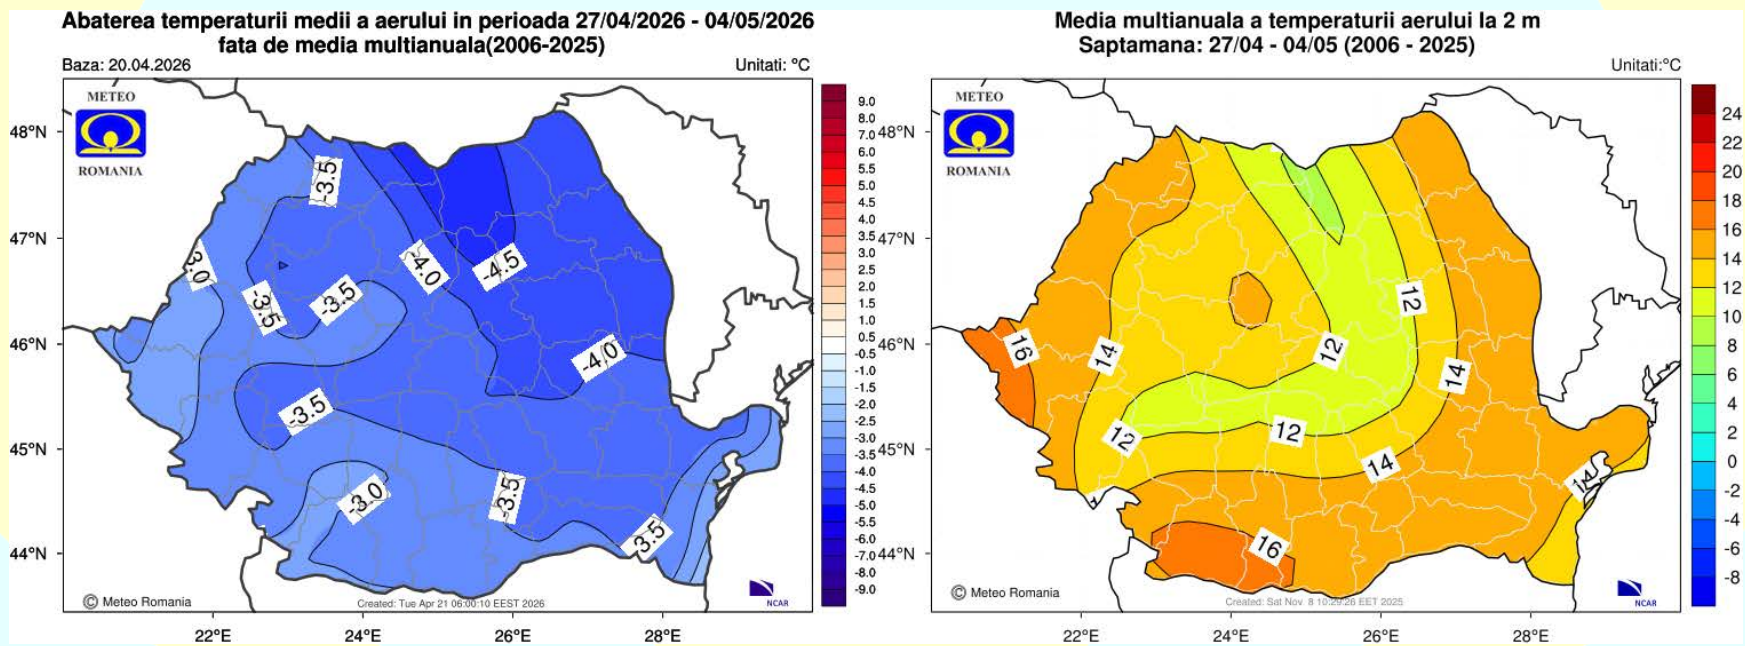 Abaterea temperaturii medii a aerului in perioada 27/04/2026 - 04/05/2026
fata de media multianuala(2006-2025)
Baza: 20.04.2026
Unitati: °C
METEO
ROMANIA
48°N
47°N
46°N
45°N
44°N
-3.5
-3.0
-4.0
-4.5
-3.5
-3.5
-4.0
-3.5
-3.0
-3.5
-3.5
© Meteo Romania
Created: Tue Apr 21 06:00:10 EEST 2026
NCAR
22°E
24°E
26°E
28°E
9.0
8.0
7.0
6.0
5.5
5.0
4.5
4.0
3.5
3.0
2.5
2.0
1.5
1.0
0.5
-0.5
-1.0
-1.5
-2.0
-2.5
-3.0
-3.5
-4.0
-4.5
-5.0
-5.5
-6.0
-7.0
-8.0
-9.0
Media multianuala a temperaturii aerului la 2 m
Saptamana: 27/04 - 04/05 (2006 - 2025)
Unitati:°C
METEO
ROMANIA
48°N
47°N
46°N
45°N
44°N
16
14
12
12
14
12
12
14
14
16
© Meteo Romania
Created: Sat Nov 8 10:29:26 EET 2025
NCAR
22°E
24°E
26°E
28°E
24
22
20
18
16
14
12
10
8
6
4
2
0
-2
-4
-6
-8